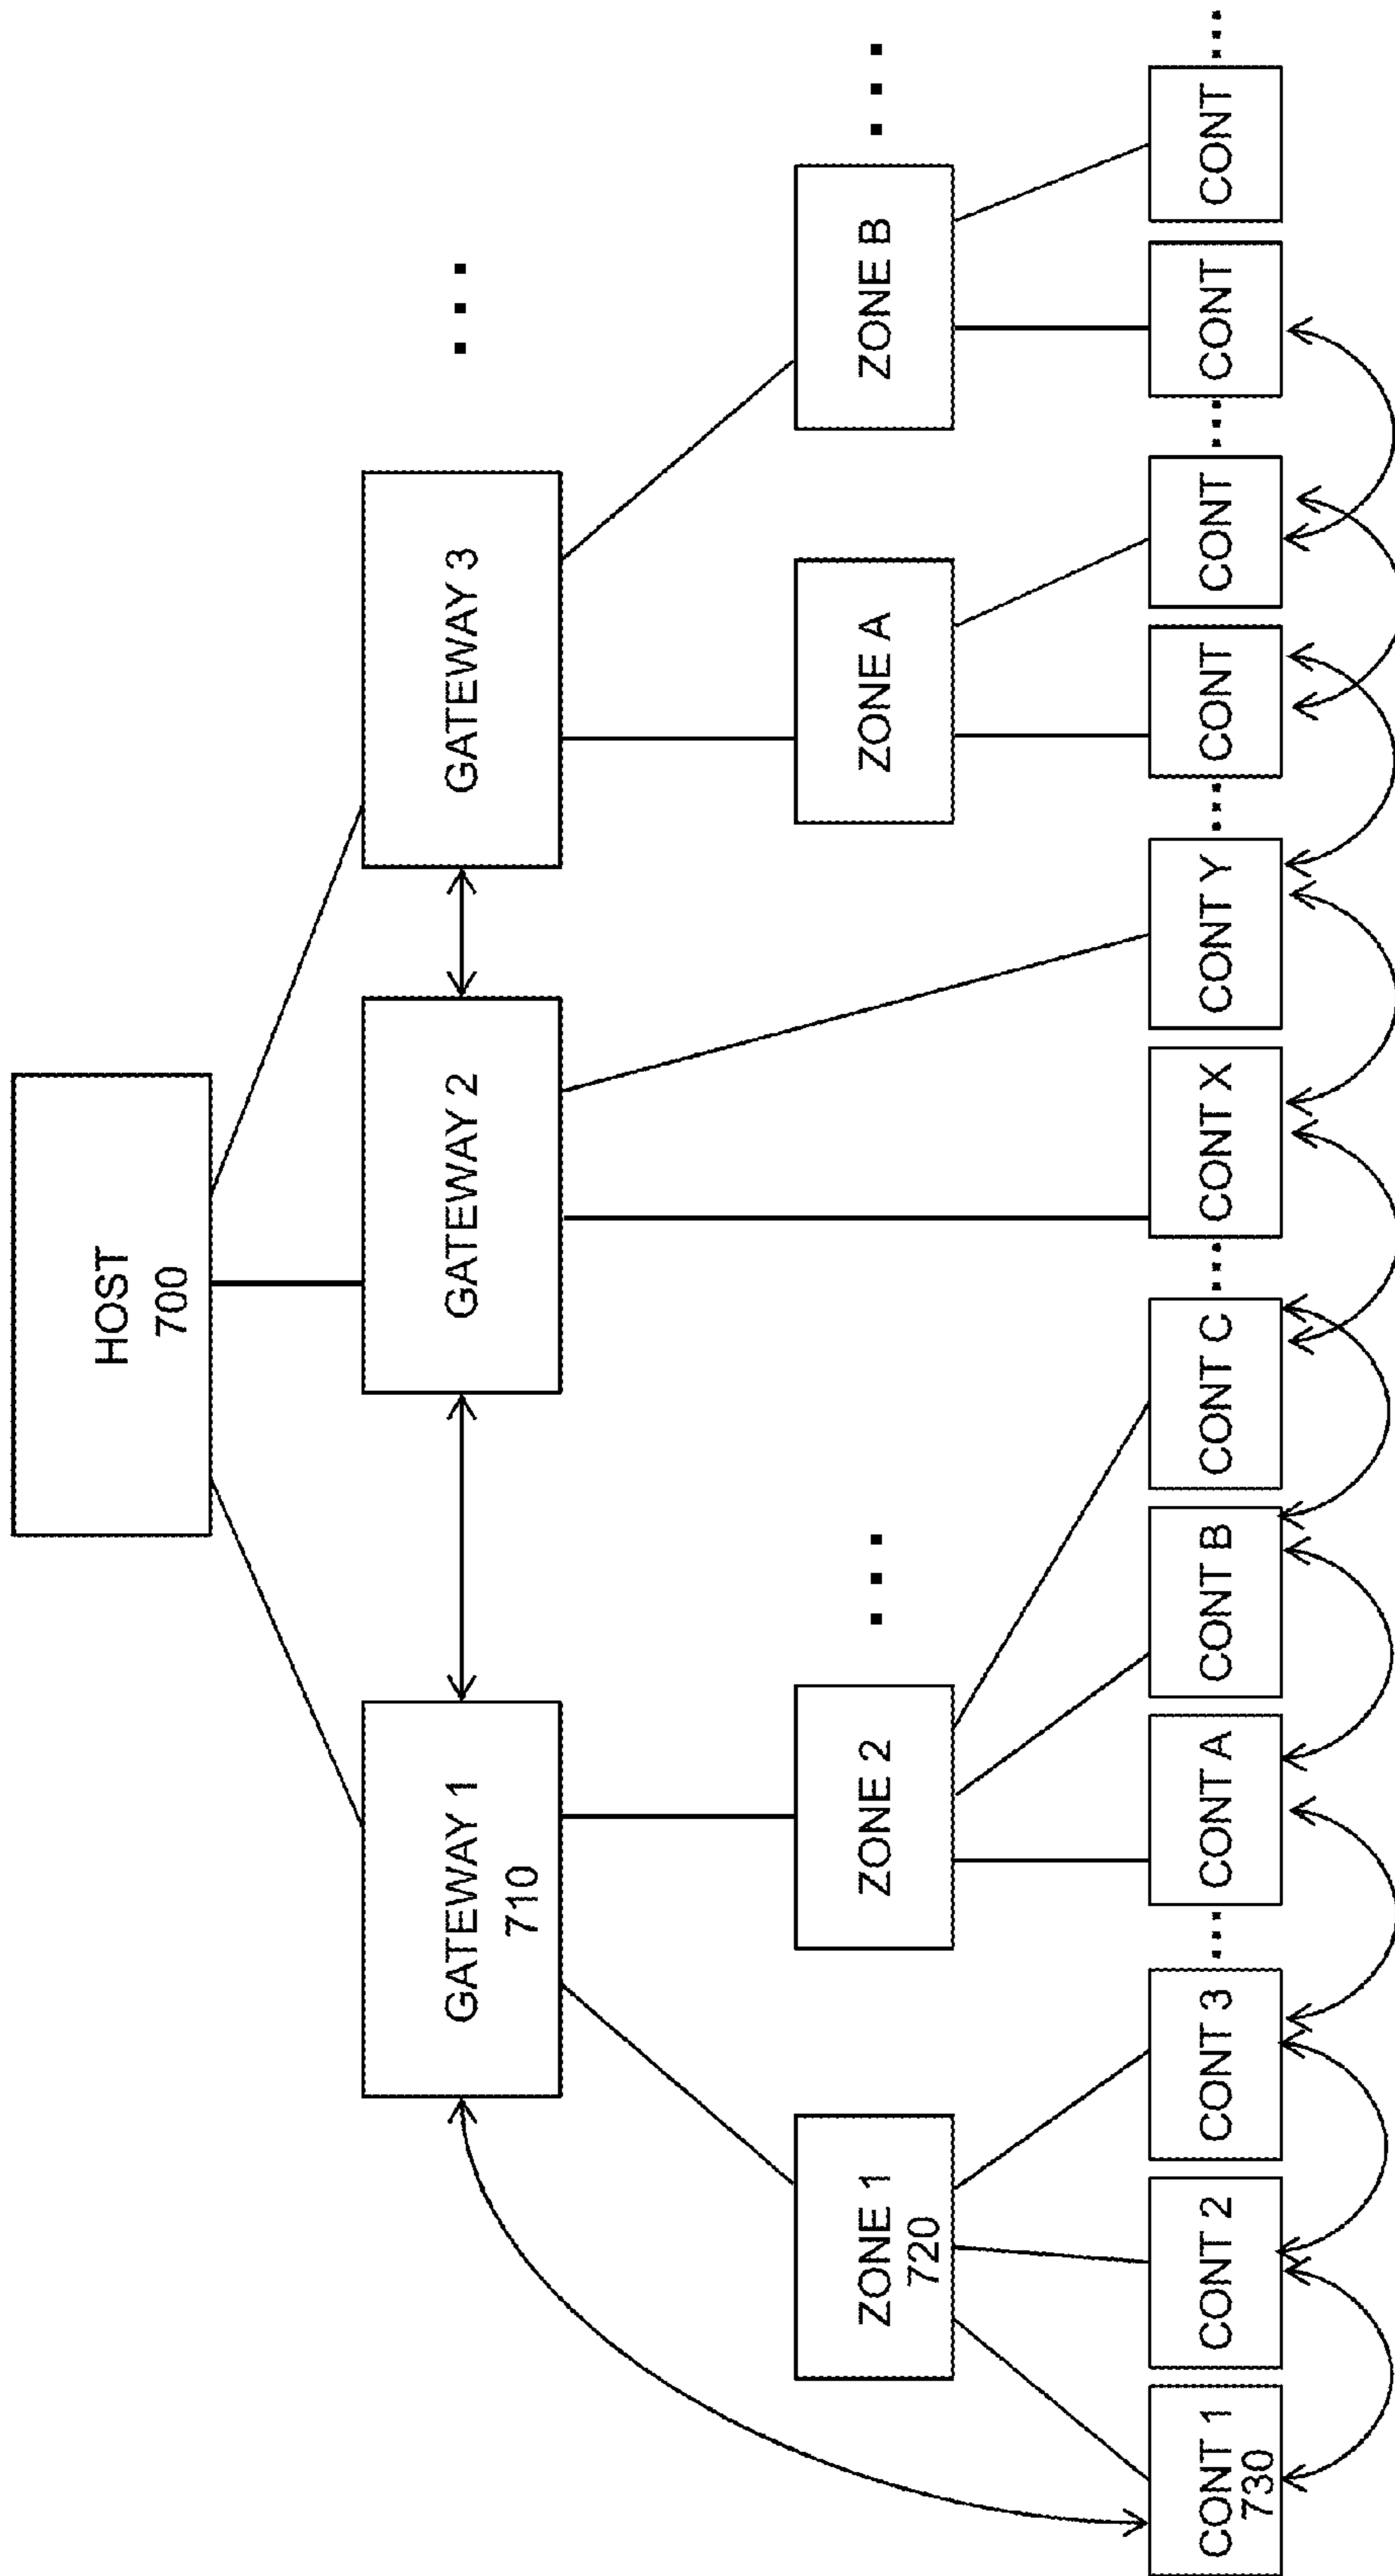 HOST
700
GATEWAY 1
710
GATEWAY 2
GATEWAY 3
ZONE 1
720
ZONE 2
ZONE A
ZONE B
CONT 1
730
CONT 2
CONT 3
CONT A
CONT B
CONT C
CONT X
CONT Y
CONT
CONT
CONT
CONT